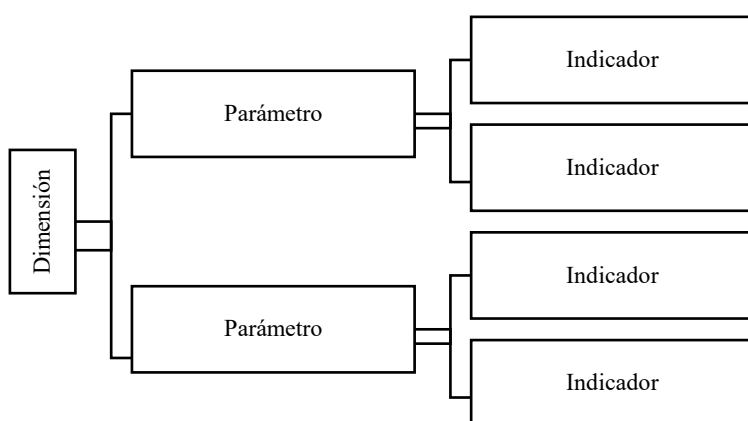 Dimensión
Parámetro
Indicador
Indicador
Parámetro
Indicador
Indicador